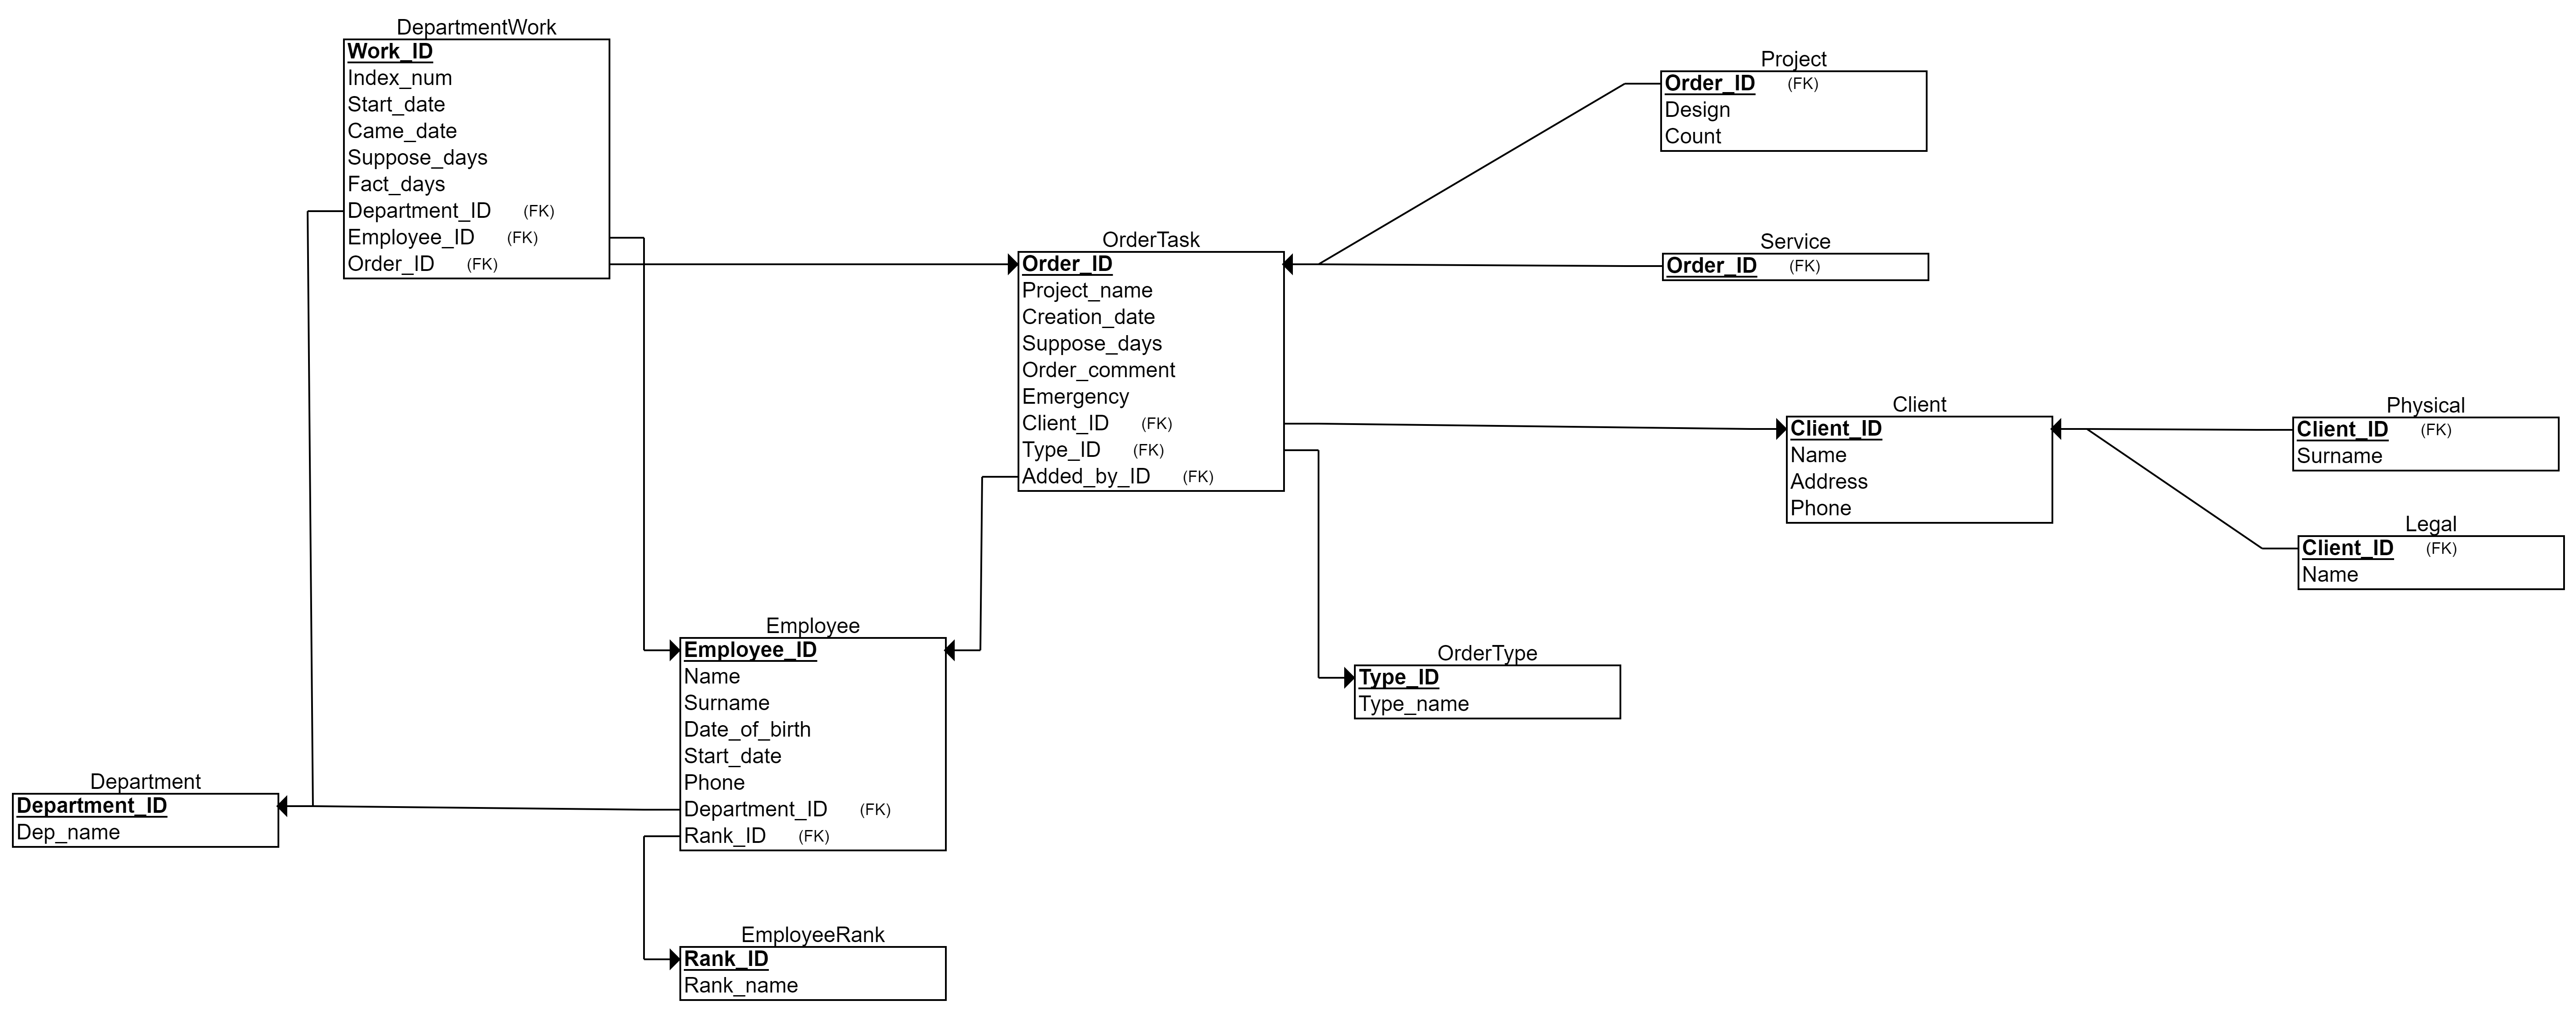 DepartmentWork
Work_ID
Index_num
Start_date
Came_date
Suppose_days
Fact_days
Department_ID (FK)
Employee_ID (FK)
Order_ID (FK)
Project
Order_ID (FK)
Design
Count
Service
Order_ID (FK)
OrderTask
Order_ID
Project_name
Creation_date
Suppose_days
Order_comment
Emergency
Client_ID (FK)
Type_ID (FK)
Added_by_ID (FK)
Client
Client_ID
Name
Address
Phone
Physical
Client_ID (FK)
Surname
Legal
Client_ID (FK)
Name
Employee
Employee_ID
Name
Surname
Date_of_birth
Start_date
Phone
Department_ID (FK)
Rank_ID (FK)
OrderType
Type_ID
Type_name
Department
Department_ID
Dep_name
EmployeeRank
Rank_ID
Rank_name